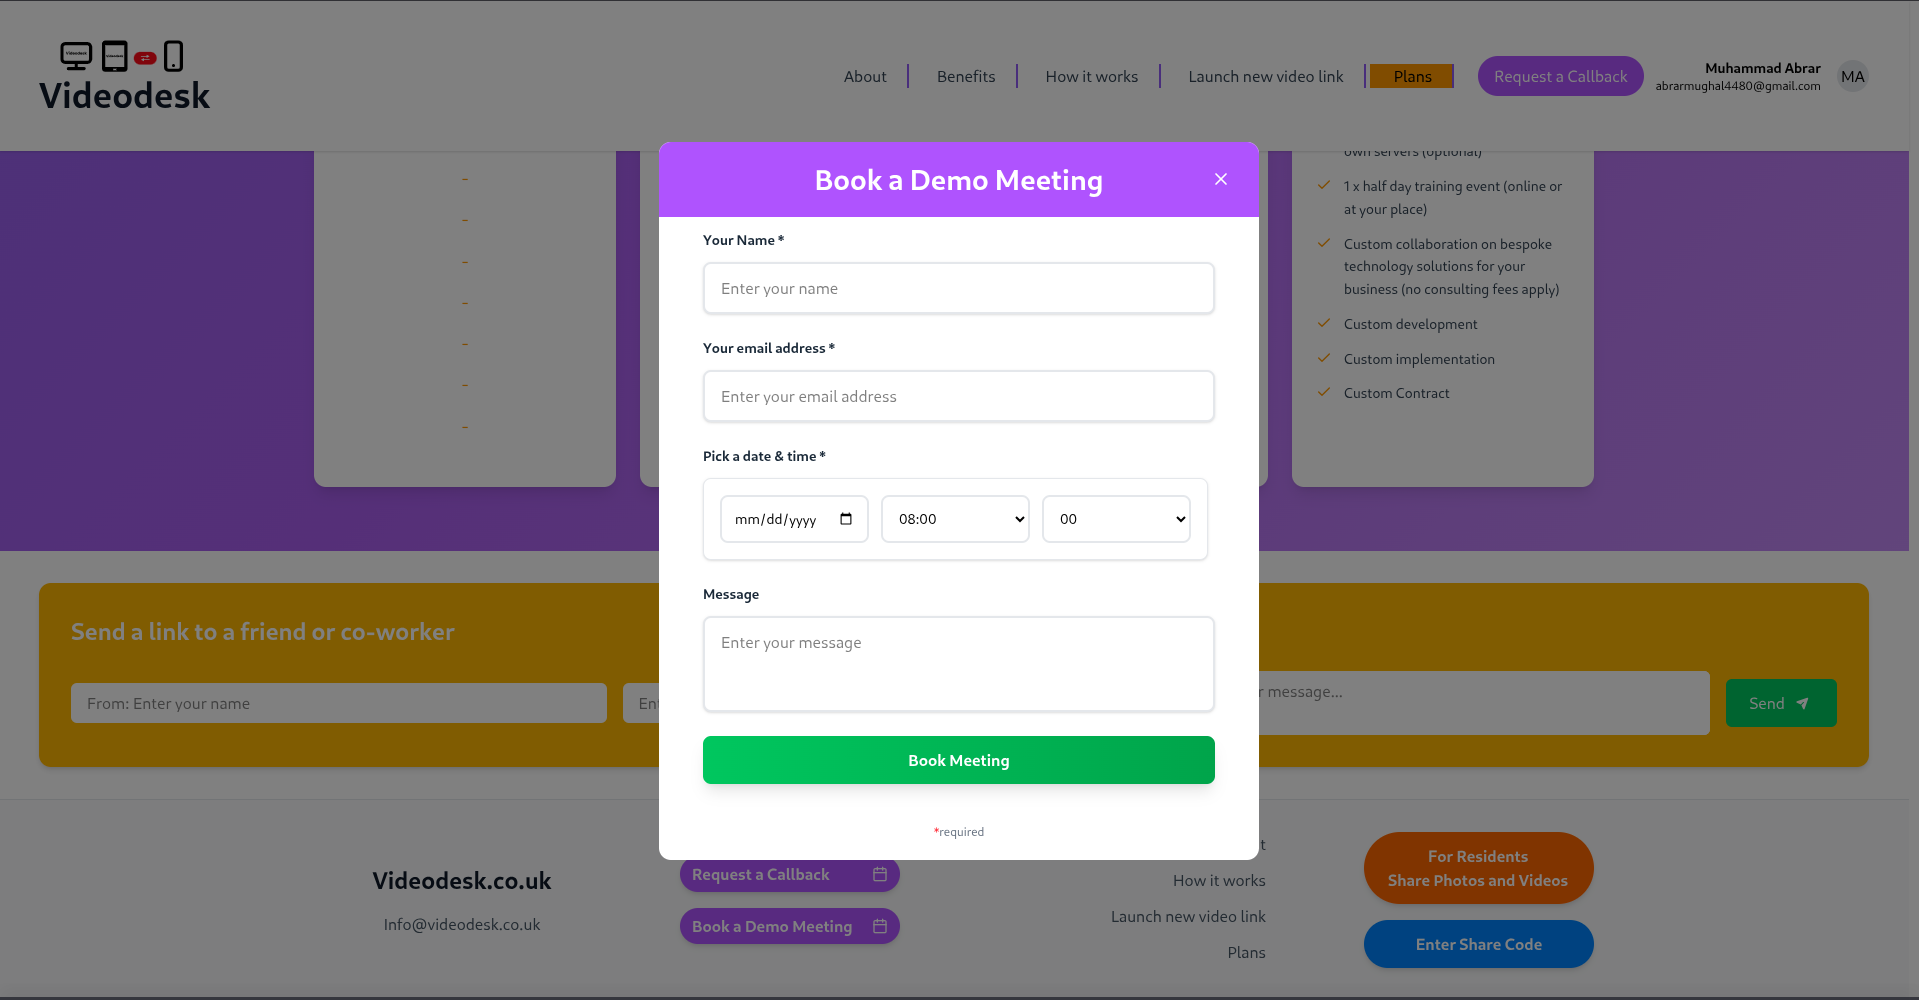 Videodesk
About
Benefits
How it works
Launch new video link
Plans
Request a Callback
Muhammad Abrar
abrarmughal4480@gmail.com
MA
own servers (optional)
1 x half day training event (online or
at your place)
Custom collaboration on bespoke
technology solutions for your
business (no consulting fees apply)
Custom development
Custom implementation
Custom Contract
Book a Demo Meeting
Your Name *
Enter your name
Your email address *
Enter your email address
Pick a date & time *
mm/dd/yyyy
08:00
00
Message
Enter your message
Book Meeting
*required
Send a link to a friend or co-worker
From: Enter your name
message...
Send
Videodesk.co.uk
Info@videodesk.co.uk
Request a Callback
Book a Demo Meeting
How it works
Launch new video link
Plans
For Residents
Share Photos and Videos
Enter Share Code